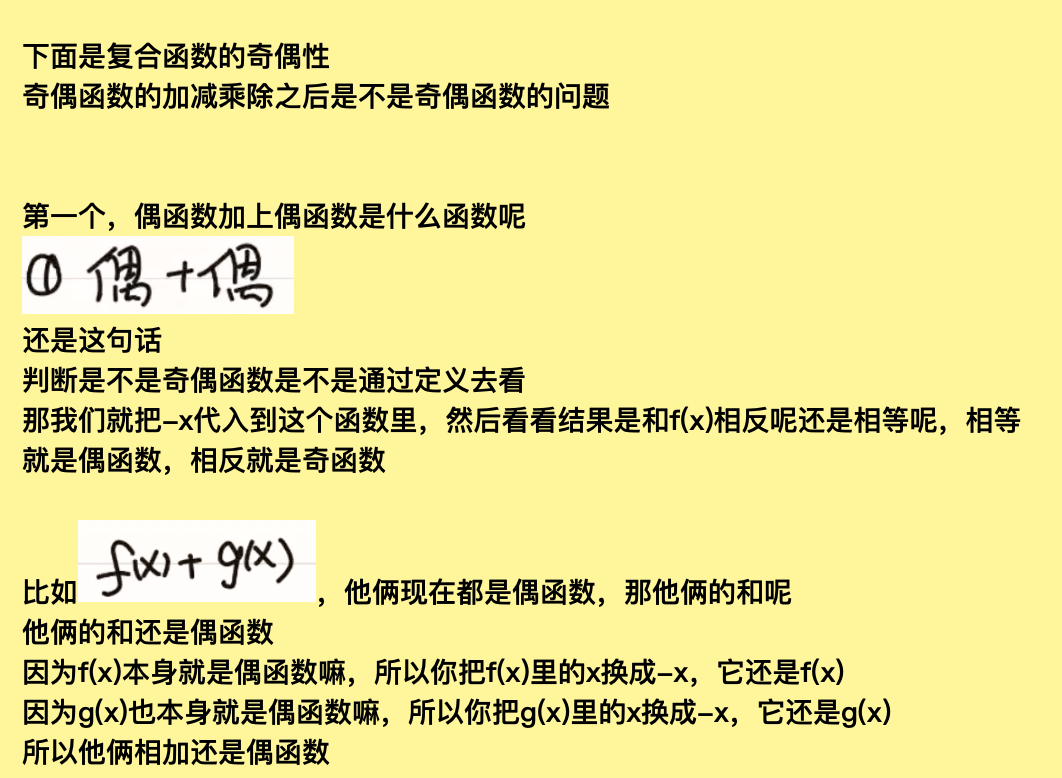 下面是复合函数的奇偶性
奇偶函数的加减乘除之后是不是奇偶函数的问题
第一个，偶函数加上偶函数是什么函数呢
① 偶+偶
还是这句话
判断是不是奇偶函数是不是通过定义去看
那我们就把-x代入到这个函数里，然后看看结果是和f(x)相反呢还是相等呢，相等
就是偶函数，相反就是奇函数
比如 f(x)+g(x) ，他俩现在都是偶函数，那他俩的和呢
他俩的和还是偶函数
因为f(x)本身就是偶函数嘛，所以你把f(x)里的x换成-x，它还是f(x)
因为g(x)也本身就是偶函数嘛，所以你把g(x)里的x换成-x，它还是g(x)
所以他俩相加还是偶函数